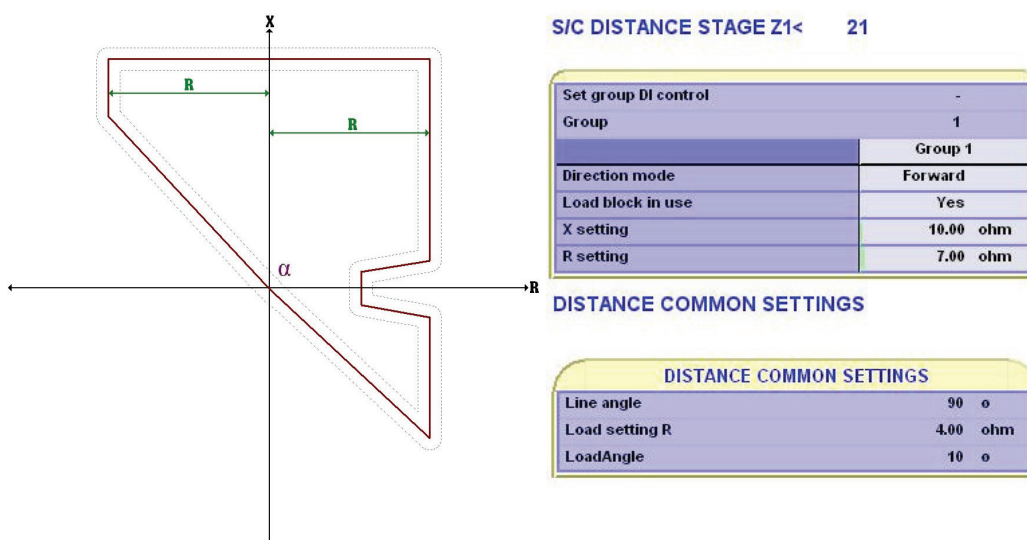 X
R
R
α
R
S/C DISTANCE STAGE Z1< 21
Set group DI control -
Group 1
Group 1
Direction mode Forward
Load block in use Yes
X setting 10.00 ohm
R setting 7.00 ohm
DISTANCE COMMON SETTINGS
DISTANCE COMMON SETTINGS
Line angle 90 o
Load setting R 4.00 ohm
LoadAngle 10 o